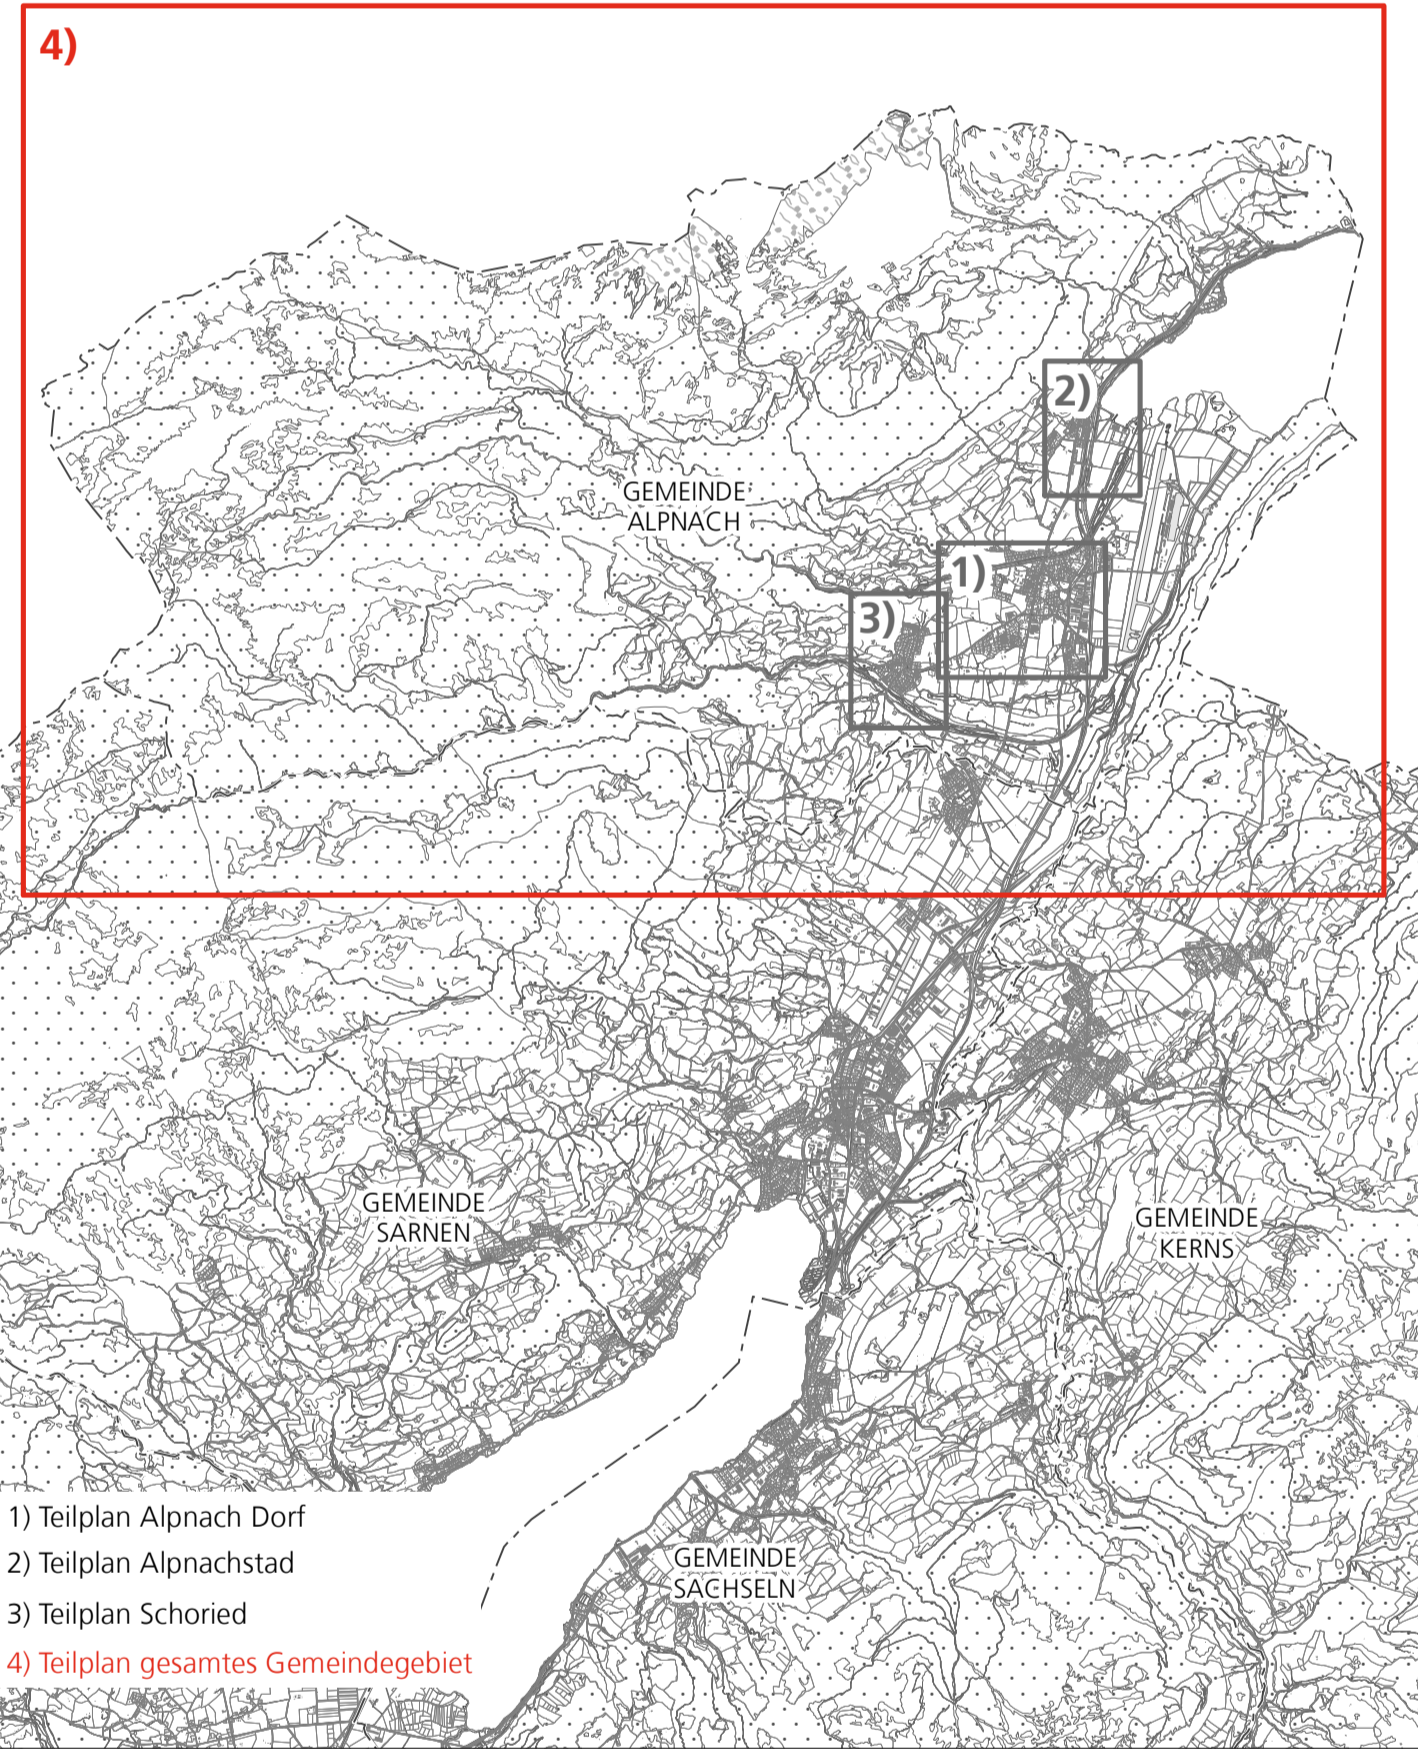 4)
2)
GEMEINDE
ALPNACH
1)
3)
GEMEINDE
SARNEN
GEMEINDE
KERNS
GEMEINDE
SACHSELN
1) Teilplan Alpnach Dorf
2) Teilplan Alpnachstad
3) Teilplan Schoried
4) Teilplan gesamtes Gemeindegebiet